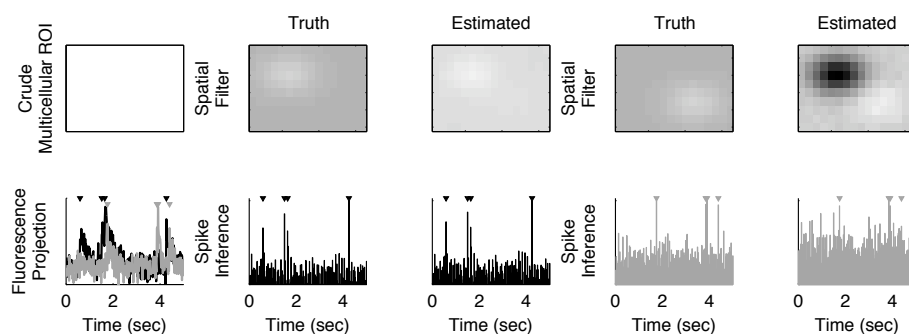 Truth
Estimated
Truth
Estimated
Crude
Multicellular ROI
Spatial
Filter
Spatial
Filter
Fluorescence
Projection
Spike
Inference
Spike
Inference
0 2 4
0 2 4
0 2 4
0 2 4
0 2 4
Time (sec)
Time (sec)
Time (sec)
Time (sec)
Time (sec)